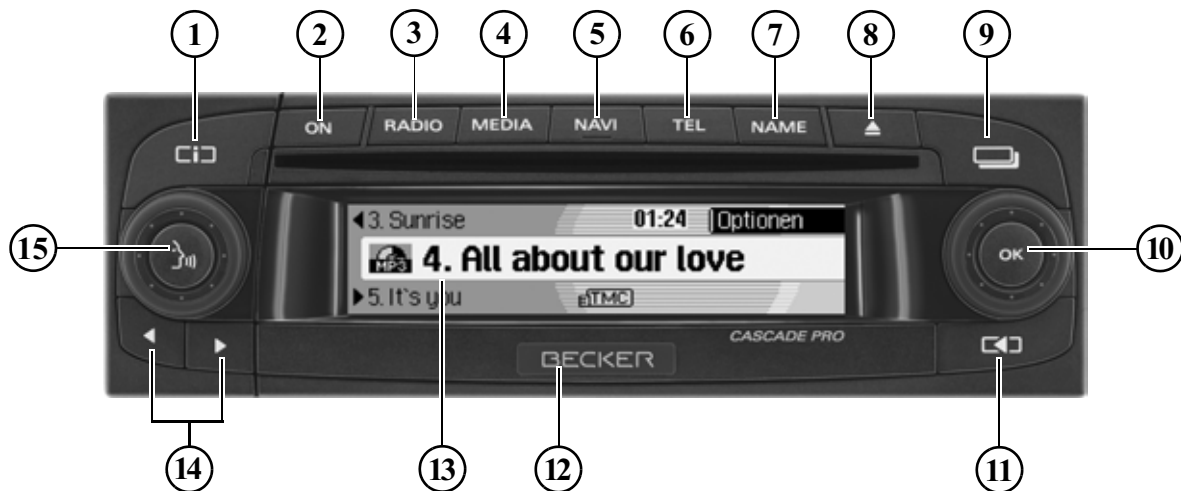 1 2 3 4 5 6 7 8 9
ON RADIO MEDIA NAVI TEL NAME
i
3. Sunrise 01:24 Optionen
MP3 4. All about our love
5. It`s you TMC
OK
15
10
CASCADE PRO
BECKER
14 13 12 11